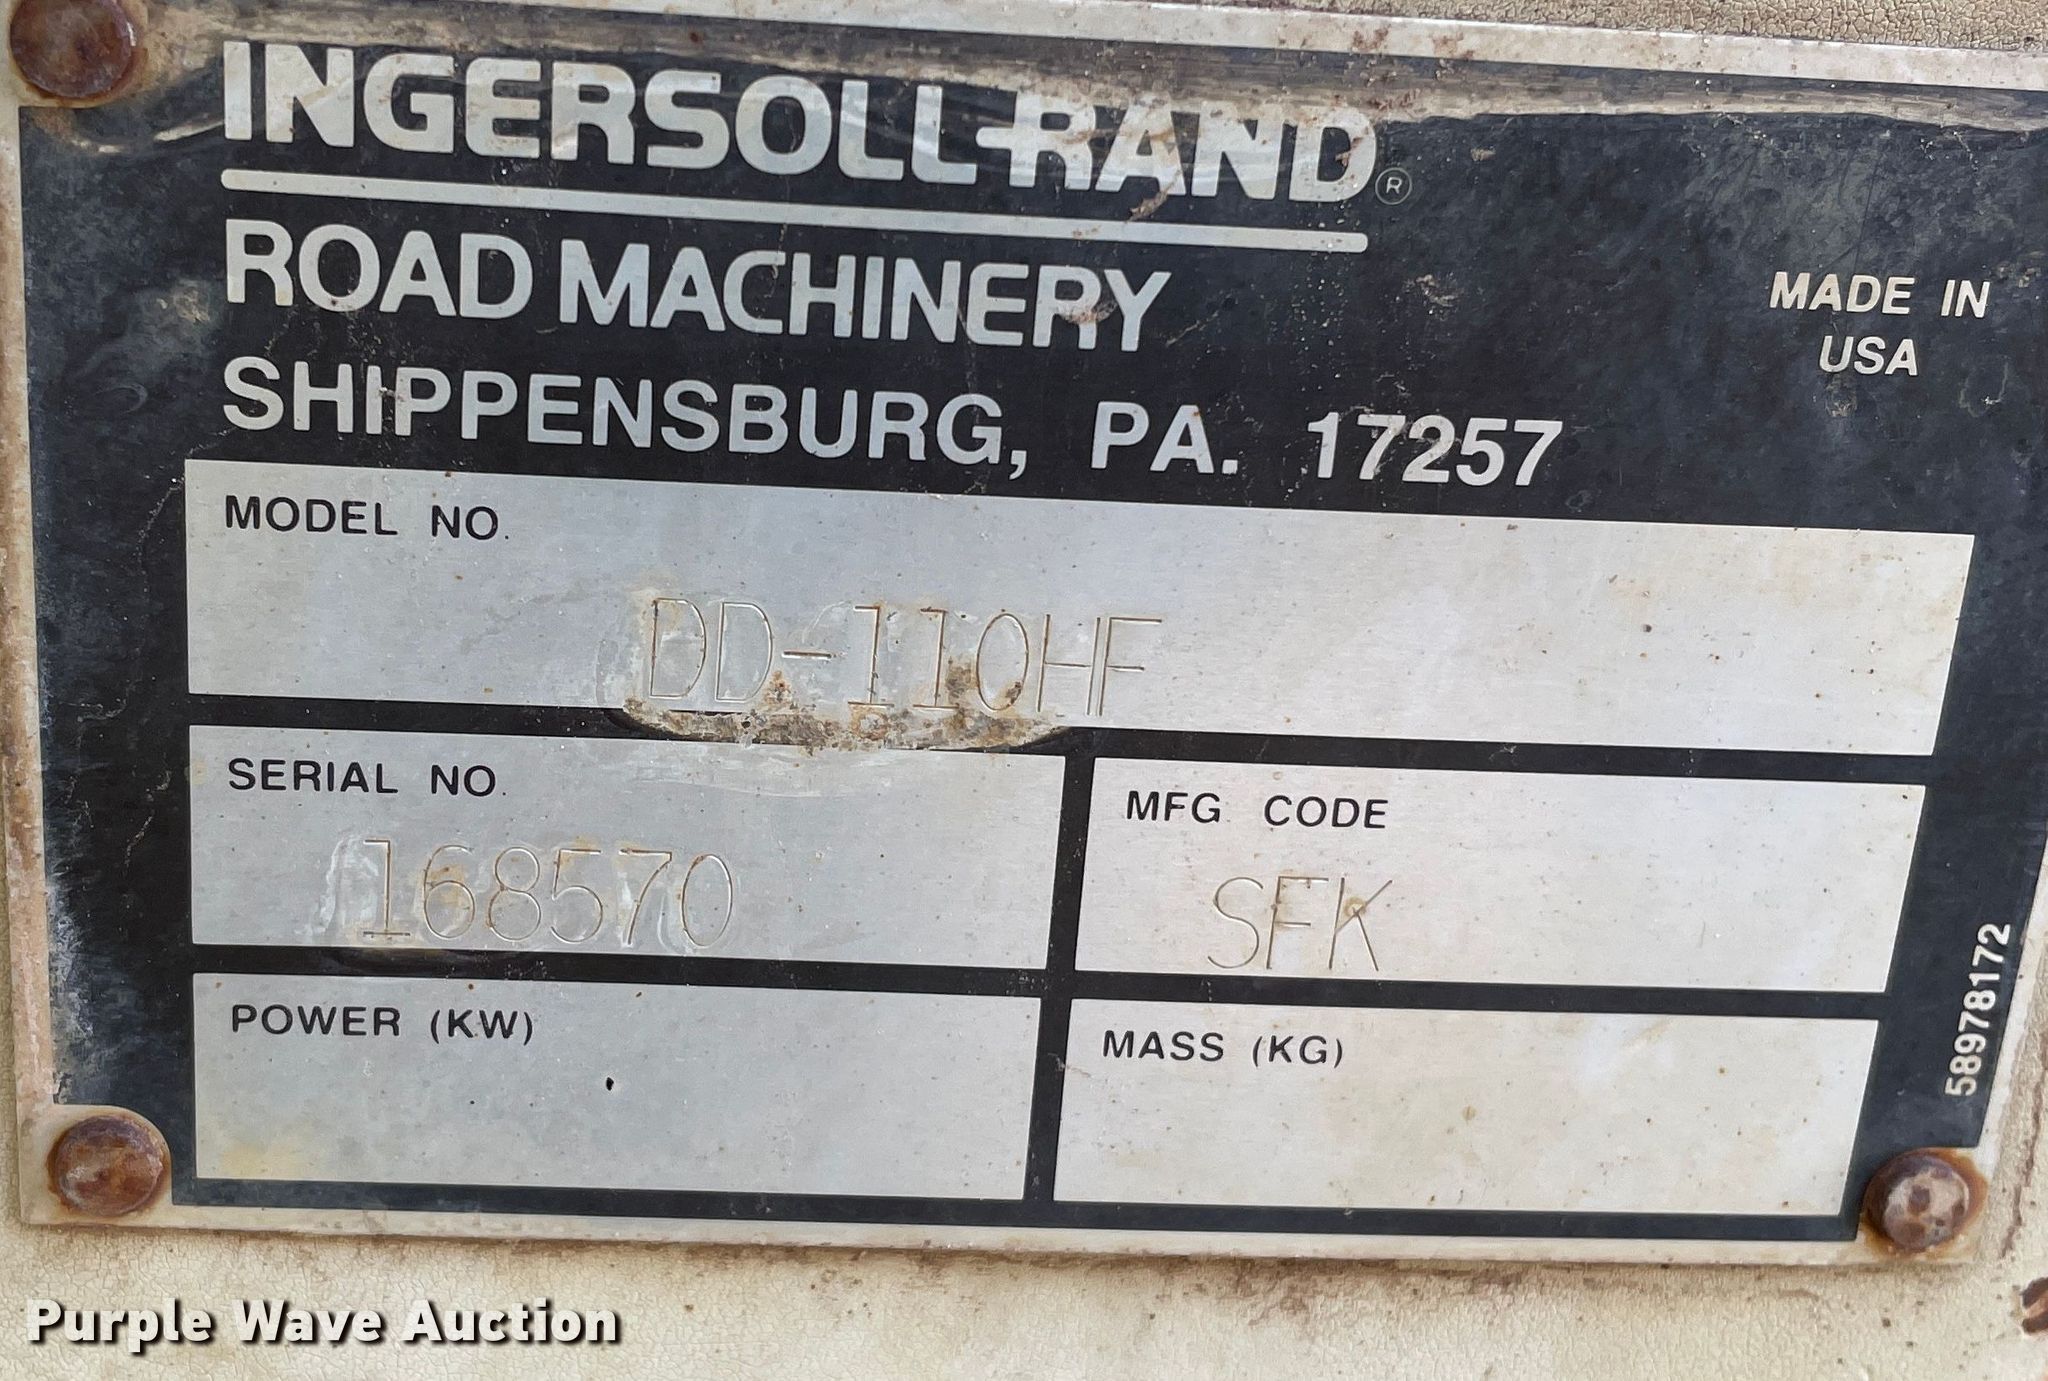 INGERSOLL-RAND®
ROAD MACHINERY
SHIPPENSBURG, PA. 17257
MADE IN
USA
MODEL NO.
DD-110HF
SERIAL NO.
168570
MFG CODE
SFK
POWER (KW)
MASS (KG)
58978172
Purple Wave Auction